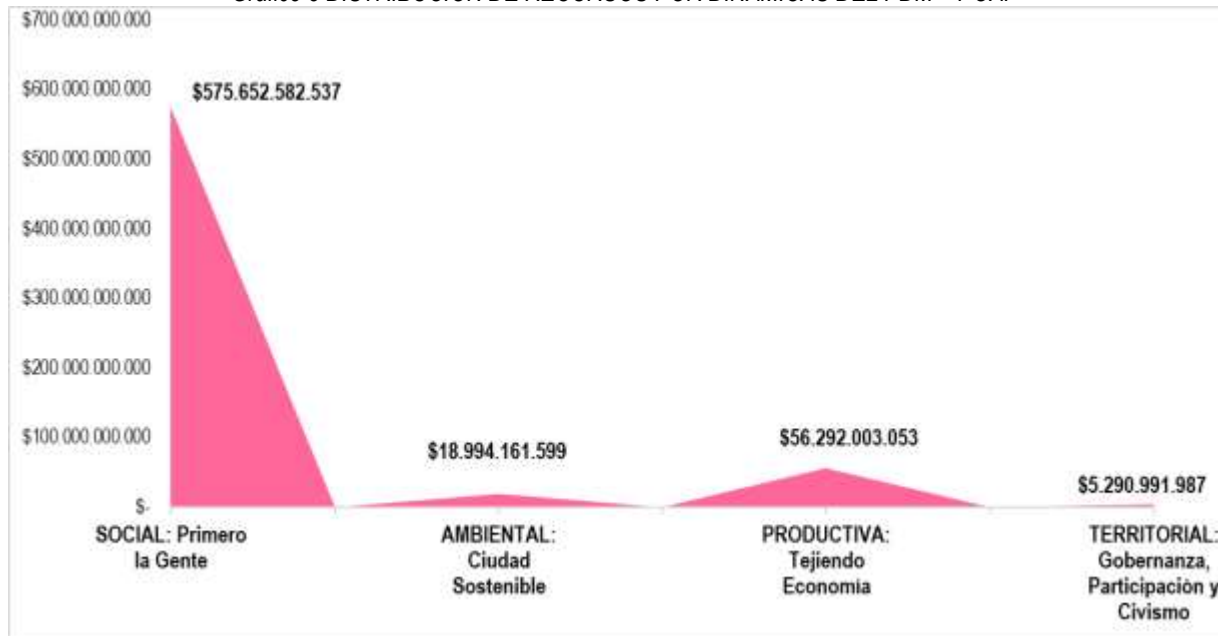 $700.000.000.000
$600.000.000.000
$575.652.582.537
$500.000.000.000
$400.000.000.000
$300.000.000.000
$200.000.000.000
$100.000.000.000
$-
$18.994.161.599
$56.292.003.053
$5.290.991.987
SOCIAL: Primero
la Gente
AMBIENTAL:
Ciudad
Sostenible
PRODUCTIVA:
Tejiendo
Economía
TERRITORIAL:
Gobernanza,
Participación y
Civismo